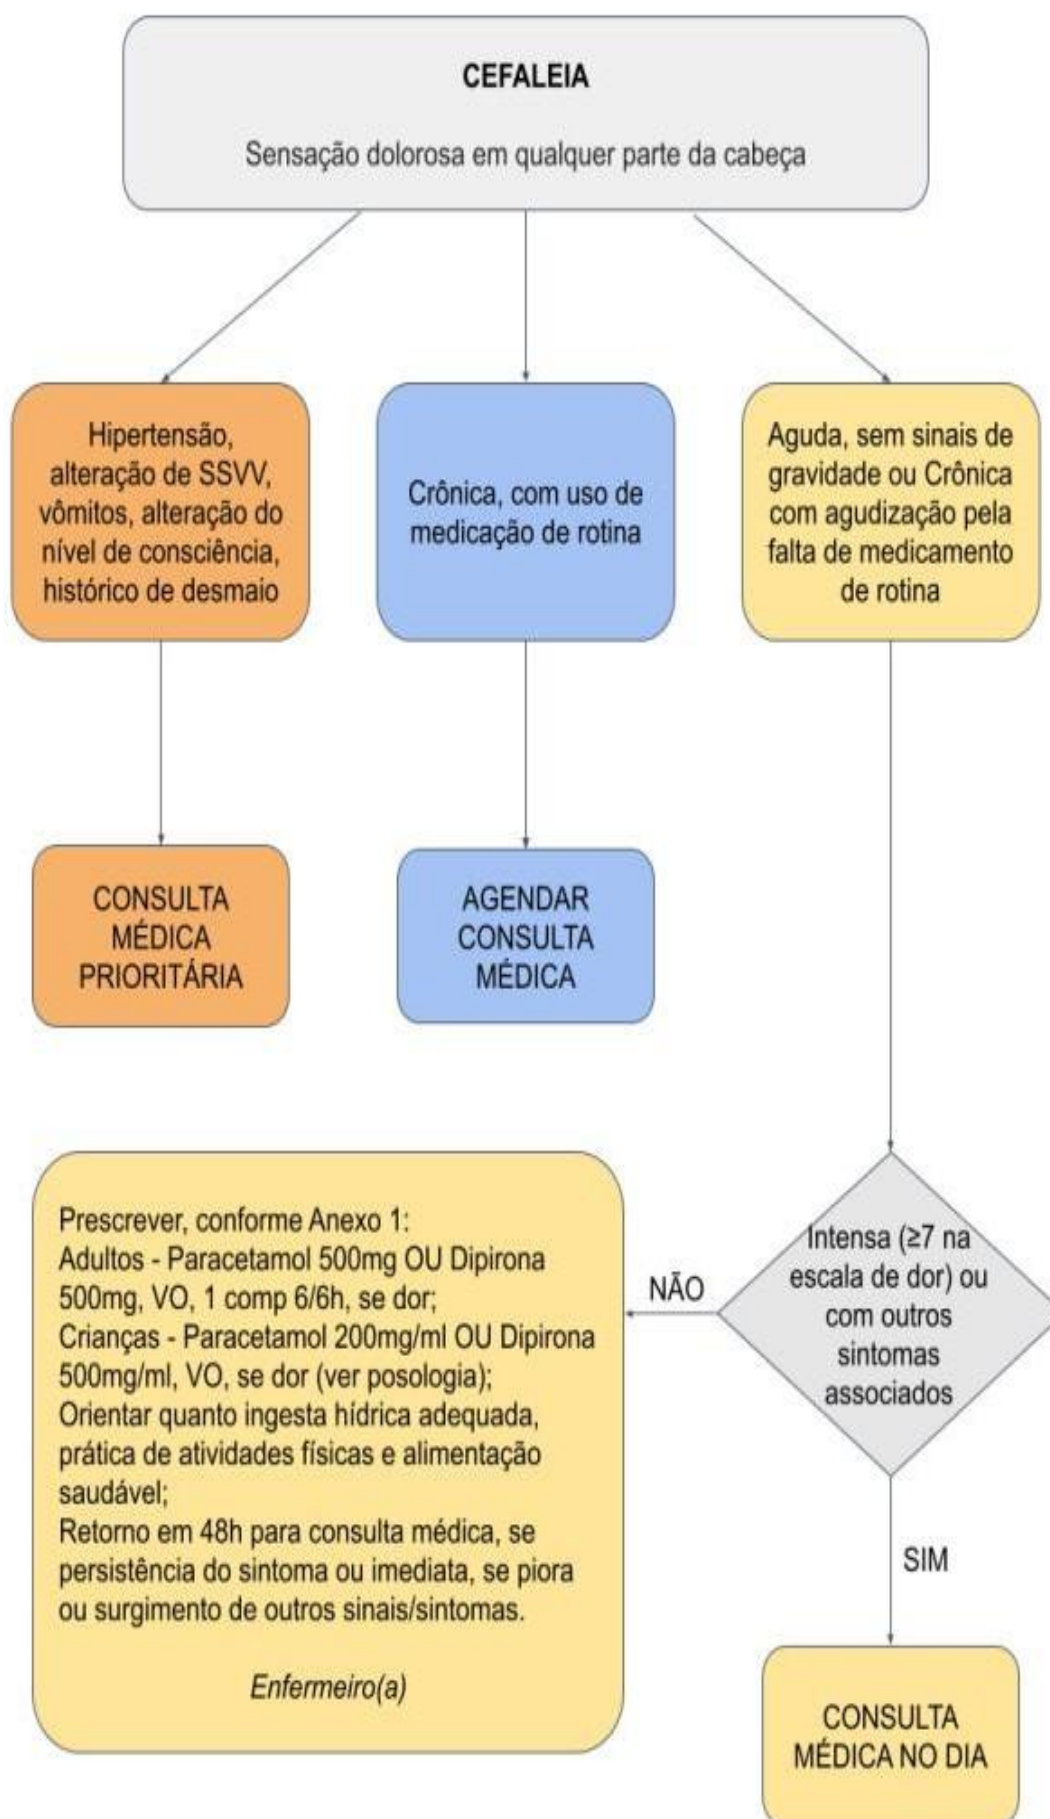 CEFALEIA
Sensação dolorosa em qualquer parte da cabeça
Hipertensão,
alteração de SSVV,
vômitos, alteração do
nível de consciência,
histórico de desmaio
Crônica, com uso de
medicação de rotina
Aguda, sem sinais de
gravidade ou Crônica
com agudização pela
falta de medicamento
de rotina
CONSULTA
MÉDICA
PRIORITÁRIA
AGENDAR
CONSULTA
MÉDICA
Intensa (≥7 na
escala de dor) ou
com outros
sintomas
associados
NÃO
Prescrever, conforme Anexo 1:
Adultos - Paracetamol 500mg OU Dipirona
500mg, VO, 1 comp 6/6h, se dor;
Crianças - Paracetamol 200mg/ml OU Dipirona
500mg/ml, VO, se dor (ver posologia);
Orientar quanto ingesta hídrica adequada,
prática de atividades físicas e alimentação
saudável;
Retorno em 48h para consulta médica, se
persistência do sintoma ou imediata, se piora
ou surgimento de outros sinais/sintomas.
Enfermeiro(a)
SIM
CONSULTA
MÉDICA NO DIA